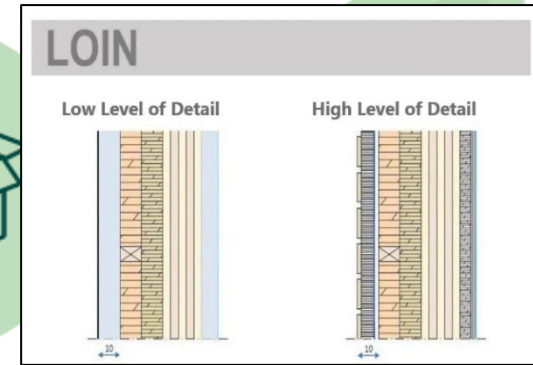 LOIN
Low Level of Detail
High Level of Detail
10
10